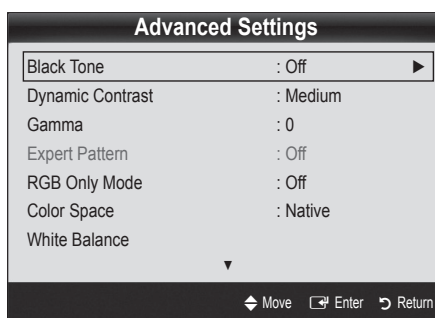 Advanced Settings
Black Tone : Off ▶
Dynamic Contrast : Medium
Gamma : 0
Expert Pattern : Off
RGB Only Mode : Off
Color Space : Native
White Balance
▼
Move Enter Return